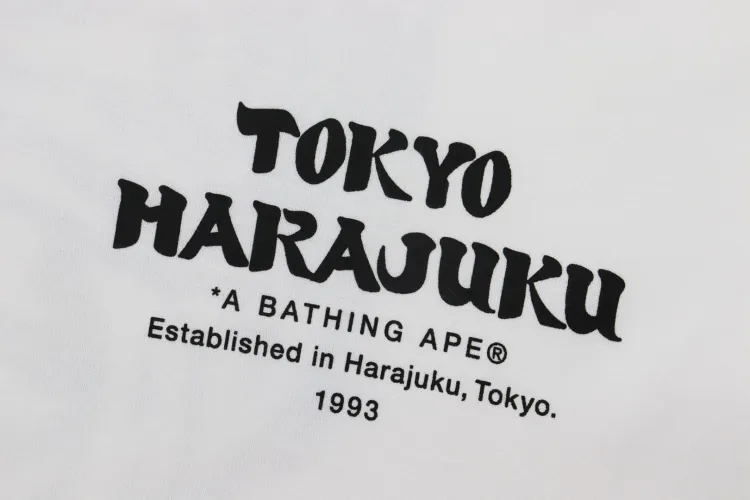 TOKYO
HARAJUKU
*A BATHING APE®
Established in Harajuku, Tokyo.
1993